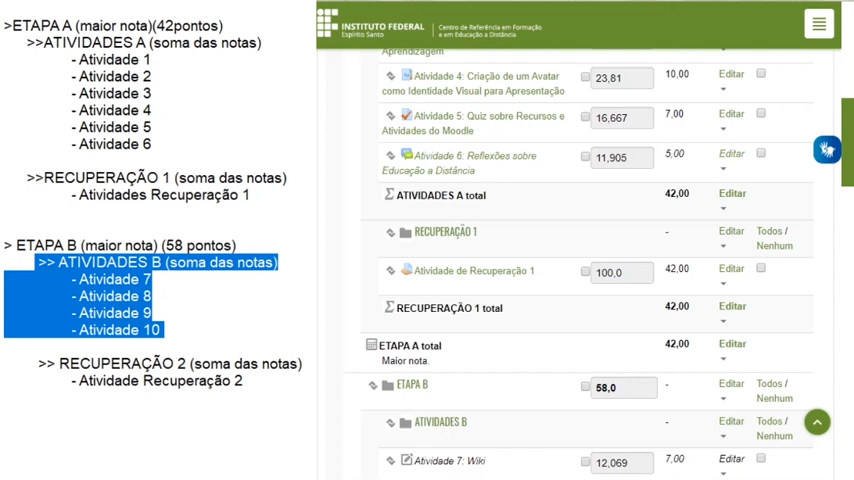 >ETAPA A (maior nota)(42pontos)
>>ATIVIDADES A (soma das notas)
- Atividade 1
- Atividade 2
- Atividade 3
- Atividade 4
- Atividade 5
- Atividade 6
>>RECUPERAÇÃO 1 (soma das notas)
- Atividades Recuperação 1
> ETAPA B (maior nota) (58 pontos)
>> ATIVIDADES B (soma das notas)
- Atividade 7
- Atividade 8
- Atividade 9
- Atividade 10
>> RECUPERAÇÃO 2 (soma das notas)
- Atividade Recuperação 2
INSTITUTO FEDERAL
Espírito Santo
Centro de Referência em Formação
e em Educação a Distância
Aprendizagem
Atividade 4: Criação de um Avatar 23,81 10,00 Editar
como Identidade Visual para Apresentação
Atividade 5: Quiz sobre Recursos e 16,667 7,00 Editar
Atividades do Moodle
Atividade 6: Reflexões sobre 11,905 5,00 Editar
Educação a Distância
Σ ATIVIDADES A total 42,00 Editar
RECUPERAÇÃO 1 - Editar Todos /
Nenhum
Atividade de Recuperação 1 100,0 42,00 Editar
Σ RECUPERAÇÃO 1 total 42,00 Editar
ETAPA A total 42,00 Editar
Maior nota.
ETAPA B 58,0 - Editar Todos /
Nenhum
ATIVIDADES B - Editar Todos /
Nenhum
Atividade 7: Wiki 12,069 7,00 Editar